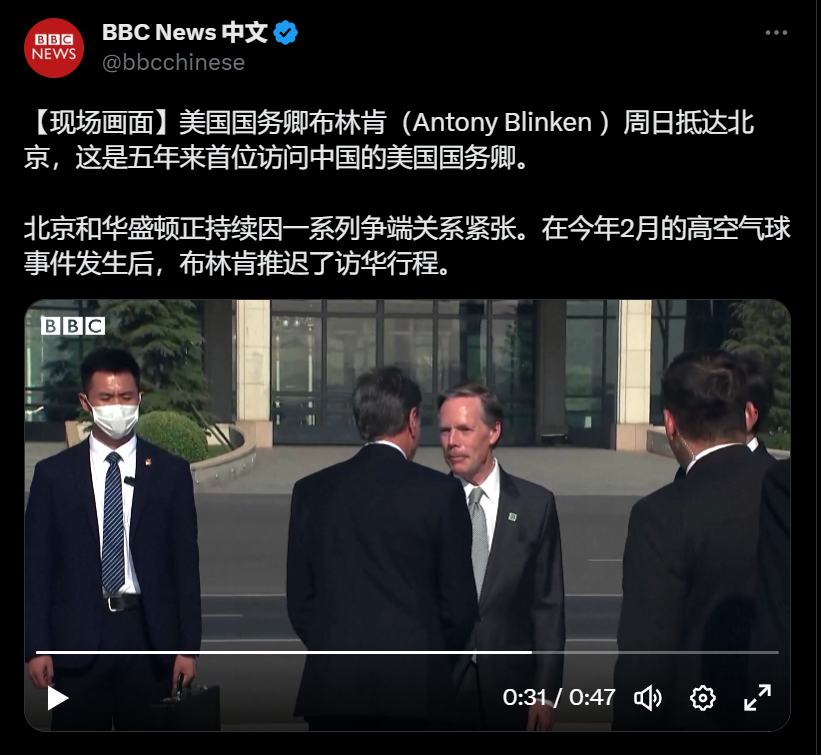 BBC NEWS
BBC News 中文
@bbcchinese
【现场画面】美国国务卿布林肯（Antony Blinken ）周日抵达北
京，这是五年来首位访问中国的美国国务卿。
北京和华盛顿正持续因一系列争端关系紧张。在今年2月的高空气球
事件发生后，布林肯推迟了访华行程。
BBC
0:31 / 0:47